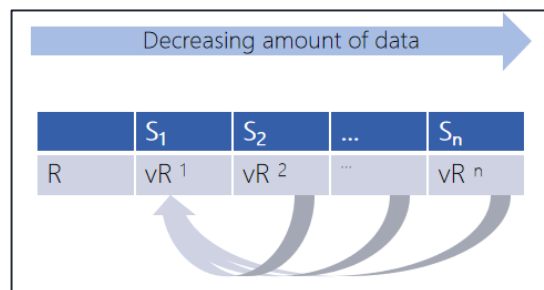 Decreasing amount of data
S₁ S₂ ... Sₙ
R vR ¹ vR ² ... vR ⁿ